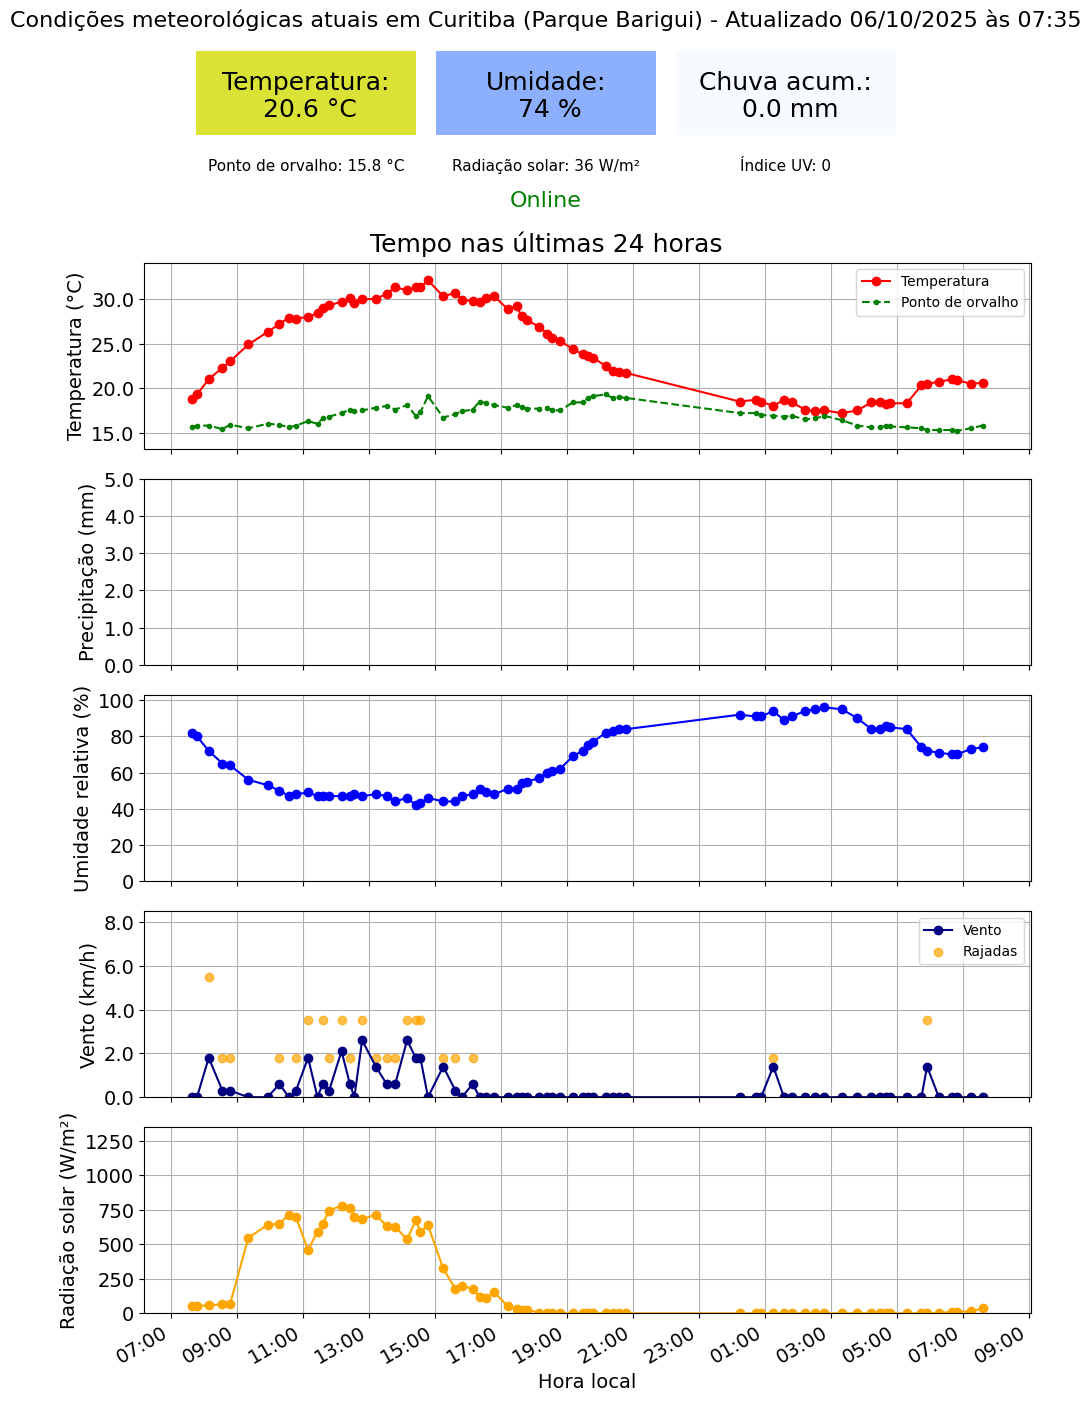 Condições meteorológicas atuais em Curitiba (Parque Barigui) - Atualizado 06/10/2025 às 07:35
Temperatura:
20.6 °C
Umidade:
74 %
Chuva acum.:
0.0 mm
Ponto de orvalho: 15.8 °C
Radiação solar: 36 W/m²
Índice UV: 0
Online
Tempo nas últimas 24 horas
Temperatura (°C)
30.0
25.0
20.0
15.0
Temperatura
Ponto de orvalho
Precipitação (mm)
5.0
4.0
3.0
2.0
1.0
0.0
Umidade relativa (%)
100
80
60
40
20
0
Vento (km/h)
8.0
6.0
4.0
2.0
0.0
Vento
Rajadas
Radiação solar (W/m²)
1250
1000
750
500
250
0
07:00
09:00
11:00
13:00
15:00
17:00
19:00
21:00
23:00
01:00
03:00
05:00
07:00
09:00
Hora local